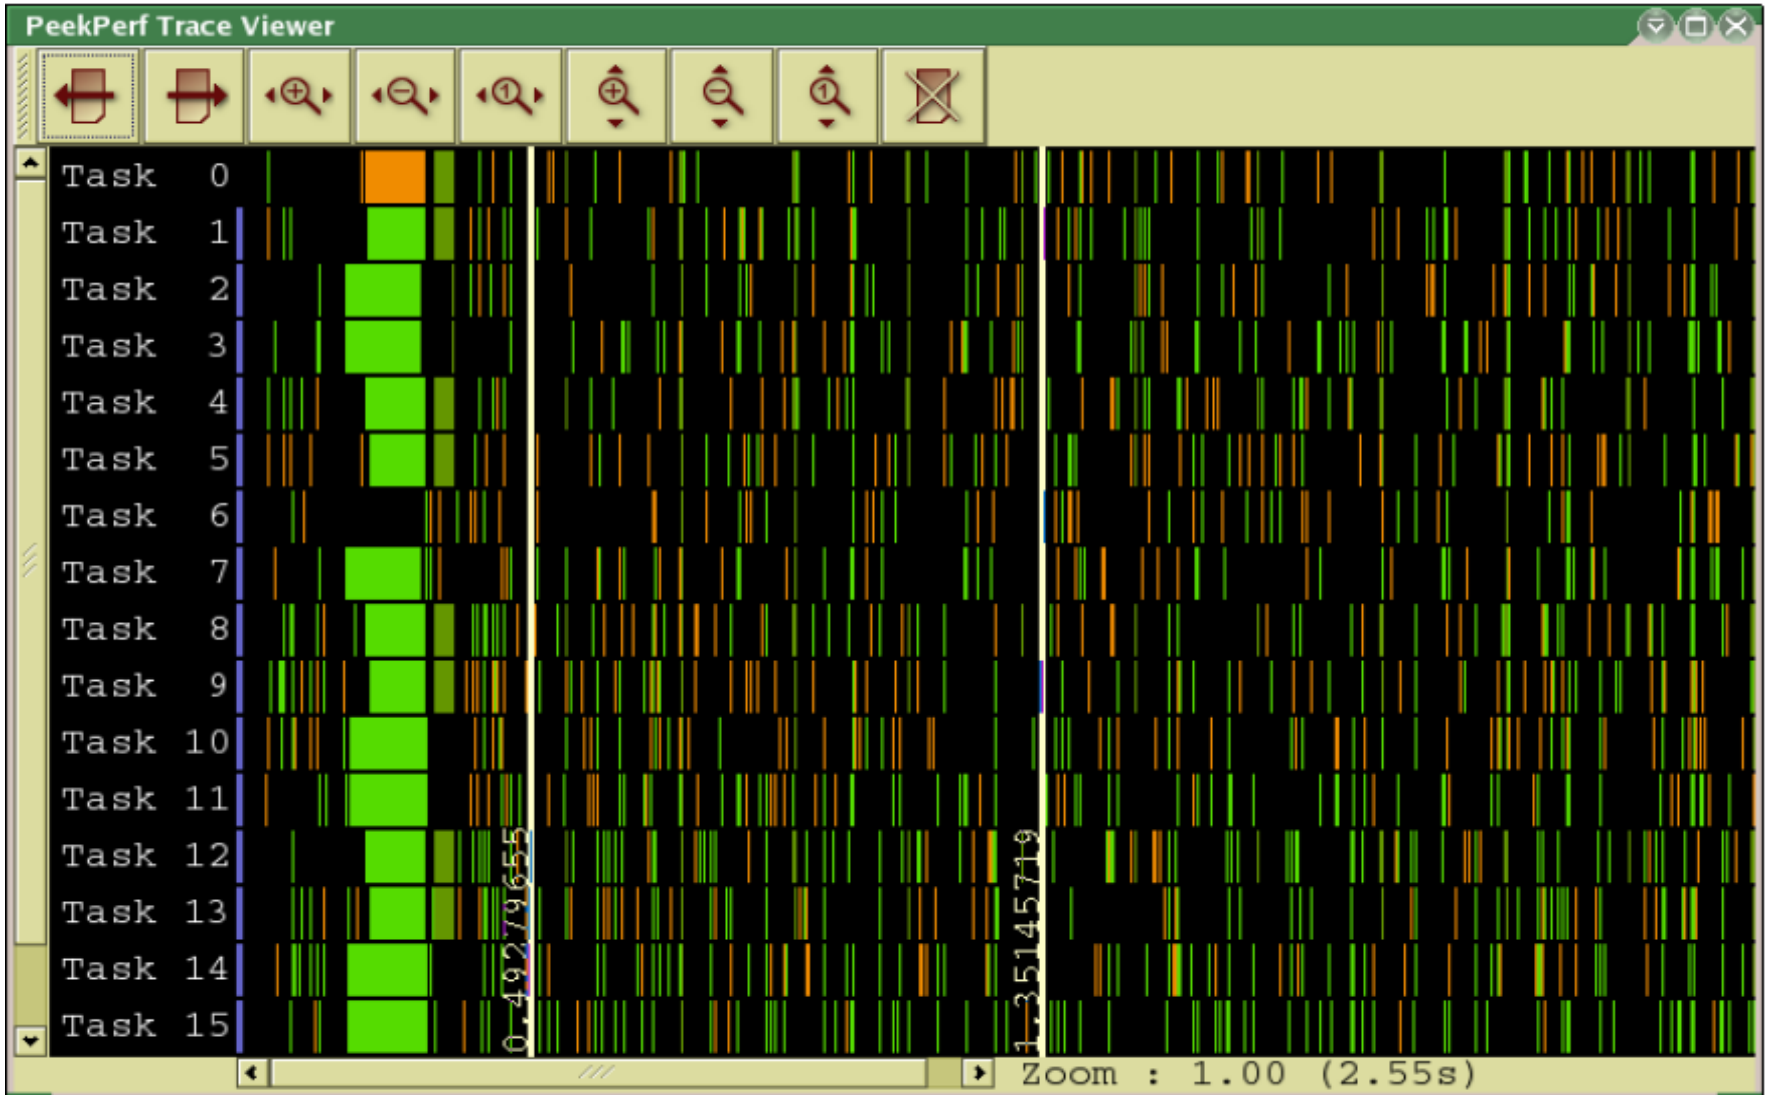 PeekPerf Trace Viewer
Task 0
Task 1
Task 2
Task 3
Task 4
Task 5
Task 6
Task 7
Task 8
Task 9
Task 10
Task 11
Task 12
Task 13
Task 14
Task 15
0.492796552
1.351457719
Zoom : 1.00 (2.55s)